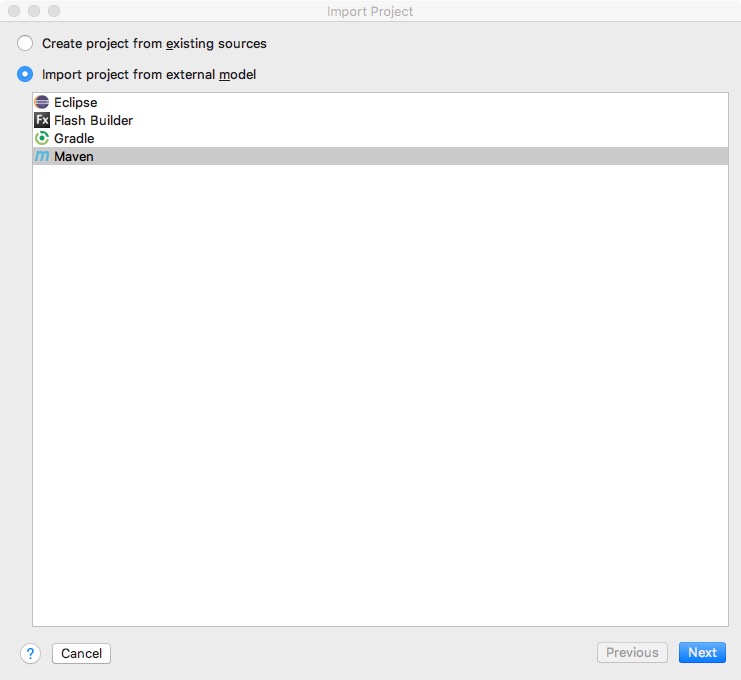 Import Project
Create project from existing sources
Import project from external model
Eclipse
Fx Flash Builder
Gradle
m Maven
? Cancel Previous Next